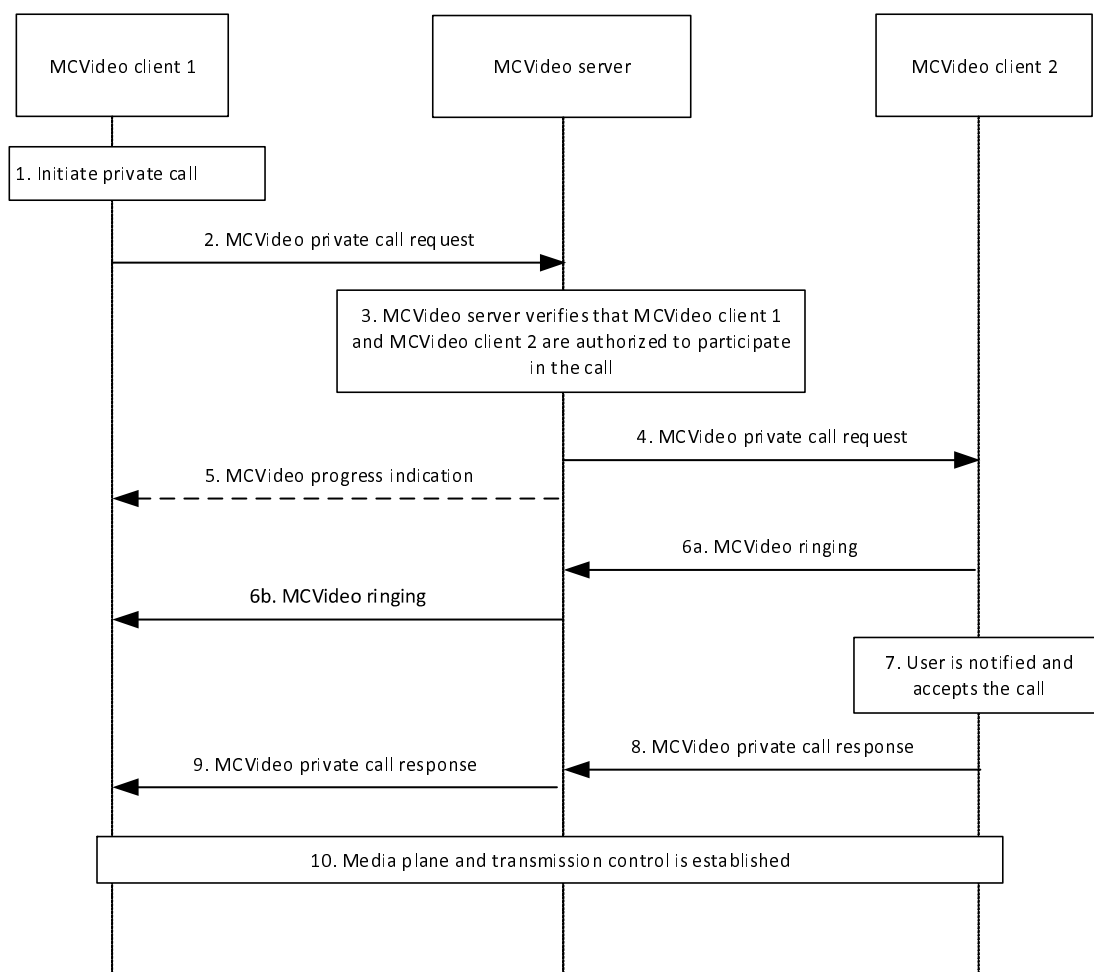 MCVideo client 1
MCVideo server
MCVideo client 2
1. Initiate private call
2. MCVideo private call request
3. MCVideo server verifies that MCVideo client 1
and MCVideo client 2 are authorized to participate
in the call
4. MCVideo private call request
5. MCVideo progress indication
6a. MCVideo ringing
6b. MCVideo ringing
7. User is notified and
accepts the call
8. MCVideo private call response
9. MCVideo private call response
10. Media plane and transmission control is established